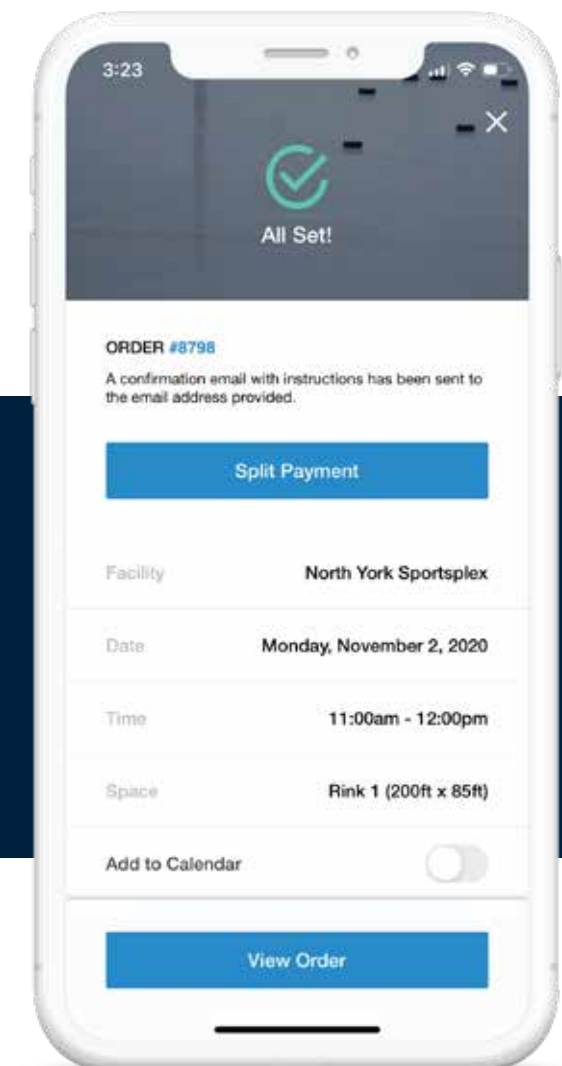 3:23
All Set!
ORDER #8798
A confirmation email with instructions has been sent to
the email address provided.
Split Payment
Facility North York Sportsplex
Date Monday, November 2, 2020
Time 11:00am - 12:00pm
Space Rink 1 (200ft x 85ft)
Add to Calendar
View Order